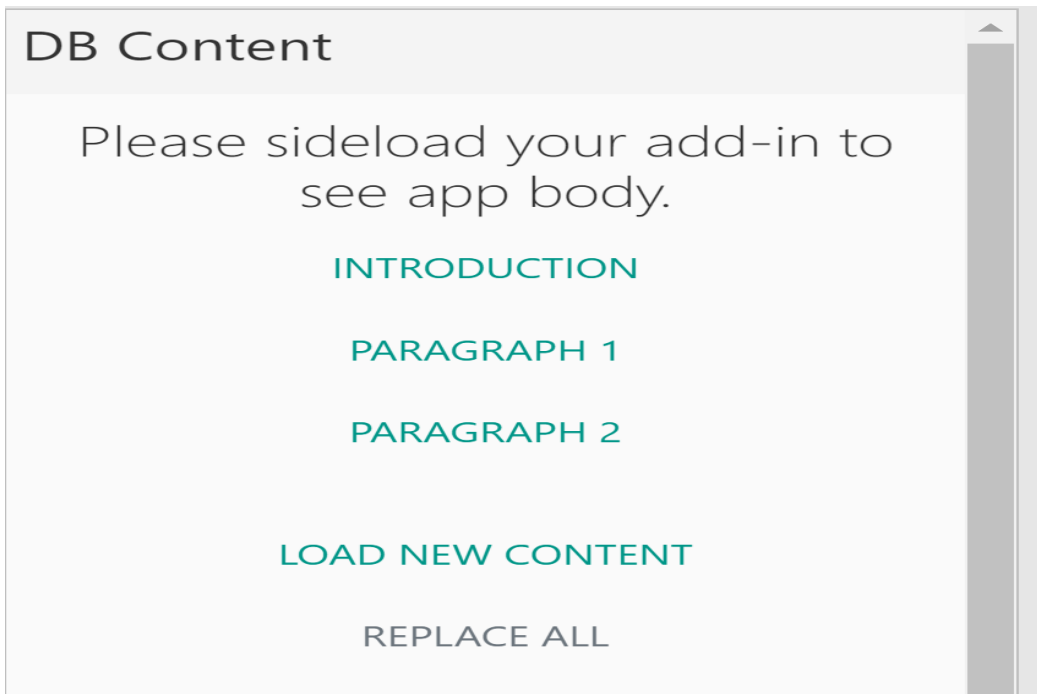 DB Content
Please sideload your add-in to
see app body.
INTRODUCTION
PARAGRAPH 1
PARAGRAPH 2
LOAD NEW CONTENT
REPLACE ALL